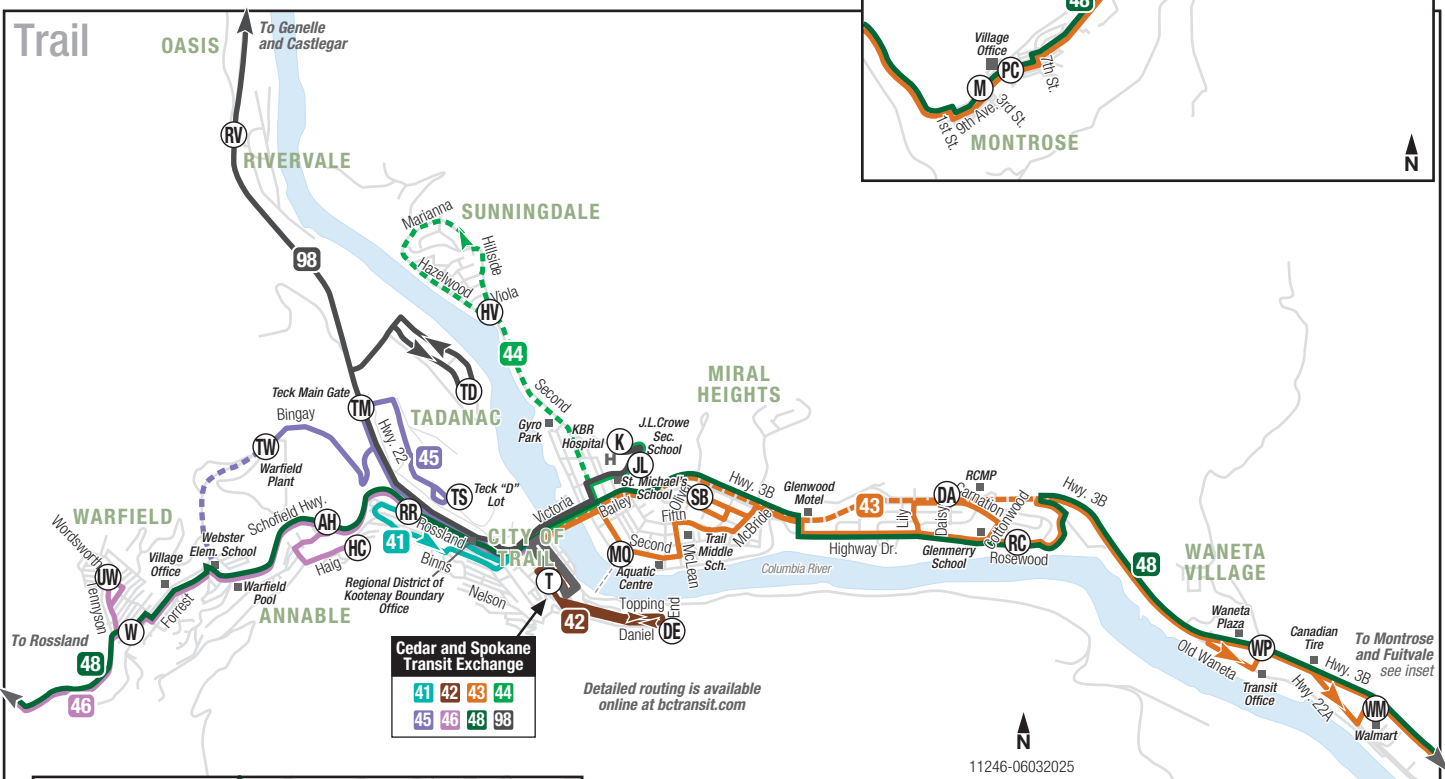 Trail
OASIS
To Genelle
and Castlegar
48
Village
Office
PC
M
7th St.
3rd St.
9th Ave.
1st St.
MONTROSE
N
RV
RIVERVALE
SUNNINGDALE
Marianna
Hillside
Hazelwood
Viola
HV
98
44
Second
TD
TADANAC
Teck Main Gate
TM
Hwy. 22
Bingay
TW
Warfield
Plant
45
TS
Teck "D"
Lot
MIRAL
HEIGHTS
Gyro
Park
KBR
Hospital
H
K
J.L.Crowe
Sec.
School
JL
St. Michael's
School
Victoria
Bailey
Oliver
SB
Fifth
Hwy. 3B
McBride
Glenwood
Motel
43
RCMP
DA
Carnation
Lily
Daisy
Cottonwood
Hwy. 3B
Highway Dr.
Glenmerry
School
RC
Rosewood
Second
MQ
Aquatic
Centre
McLean
Trail
Middle
Sch.
Columbia River
WARFIELD
Wordsworth
UW
Tennyson
Village
Office
Webster
Elem. School
Schofield Hwy.
AH
HC
Haig
RR
Rossland
41
Binns
CITY OF
TRAIL
Regional District of
Kootenay Boundary
Office
Nelson
T
Warfield
Pool
Forrest
W
ANNABLE
42
Topping
Daniel
End
DE
To Rossland
48
46
Cedar and Spokane
Transit Exchange
41 42 43 44
45 46 48 98
Detailed routing is available
online at bctransit.com
N
11246-06032025
48
WANETA
VILLAGE
Waneta
Plaza
WP
Old Waneta
Transit
Office
Canadian
Tire
Hwy. 3B
Hwy. 22A
WM
Walmart
To Montrose
and Fuitvale
see inset